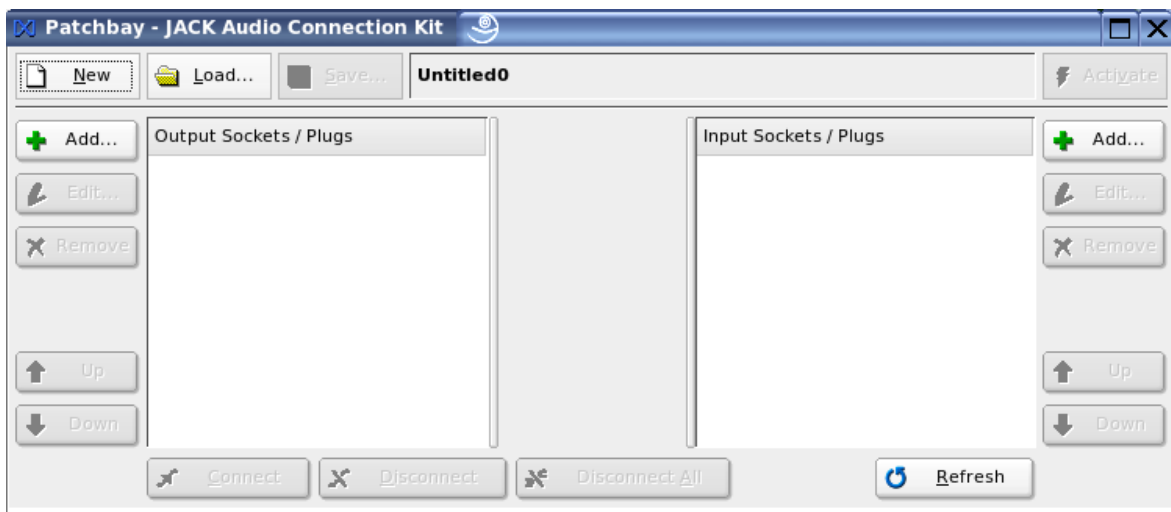 Patchbay - JACK Audio Connection Kit
New Load... Save... Untitled0 Activate
Add... Output Sockets / Plugs Input Sockets / Plugs Add...
Edit... Edit...
Remove Remove
Up Up
Down Down
Connect Disconnect Disconnect All Refresh